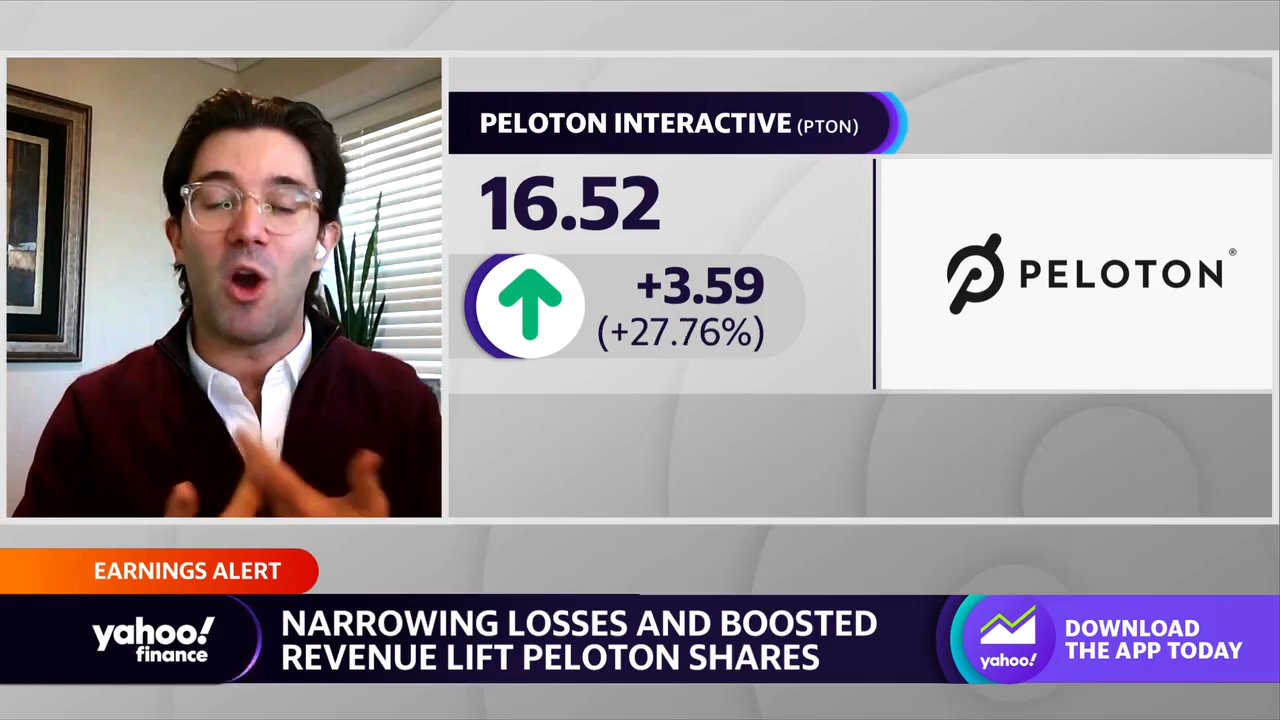 PELOTON INTERACTIVE (PTON)
16.52
+3.59
(+27.76%)
PELOTON®
EARNINGS ALERT
yahoo!
finance
NARROWING LOSSES AND BOOSTED
REVENUE LIFT PELOTON SHARES
yahoo!
DOWNLOAD
THE APP TODAY